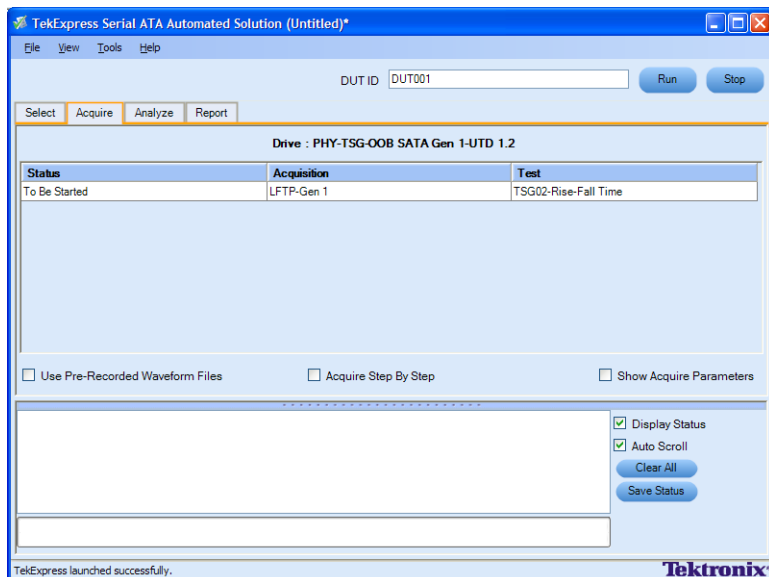 TekExpress Serial ATA Automated Solution (Untitled)*
File View Tools Help
DUT ID DUT001 Run Stop
Select Acquire Analyze Report
Drive : PHY-TSG-OOB SATA Gen 1-UTD 1.2
Status Acquisition Test
To Be Started LFTP-Gen 1 TSG02-Rise-Fall Time
Use Pre-Recorded Waveform Files Acquire Step By Step Show Acquire Parameters
Display Status
Auto Scroll
Clear All
Save Status
TekExpress launched successfully. Tektronix